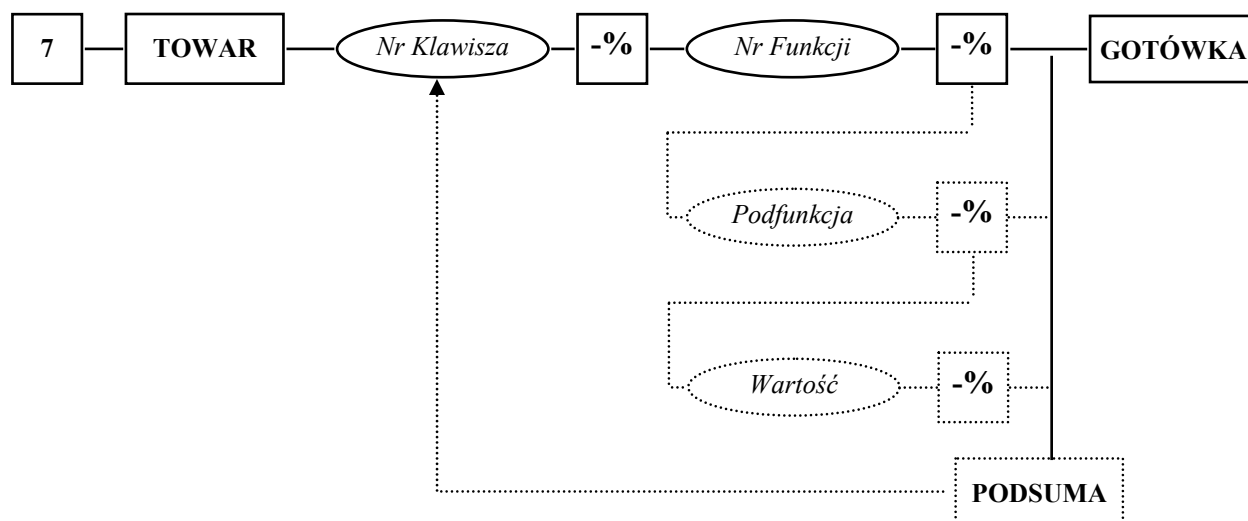 7
TOWAR
Nr Klawisza
-%
Nr Funkcji
-%
GOTÓWKA
Podfunkcja
-%
Wartość
-%
PODSUMA